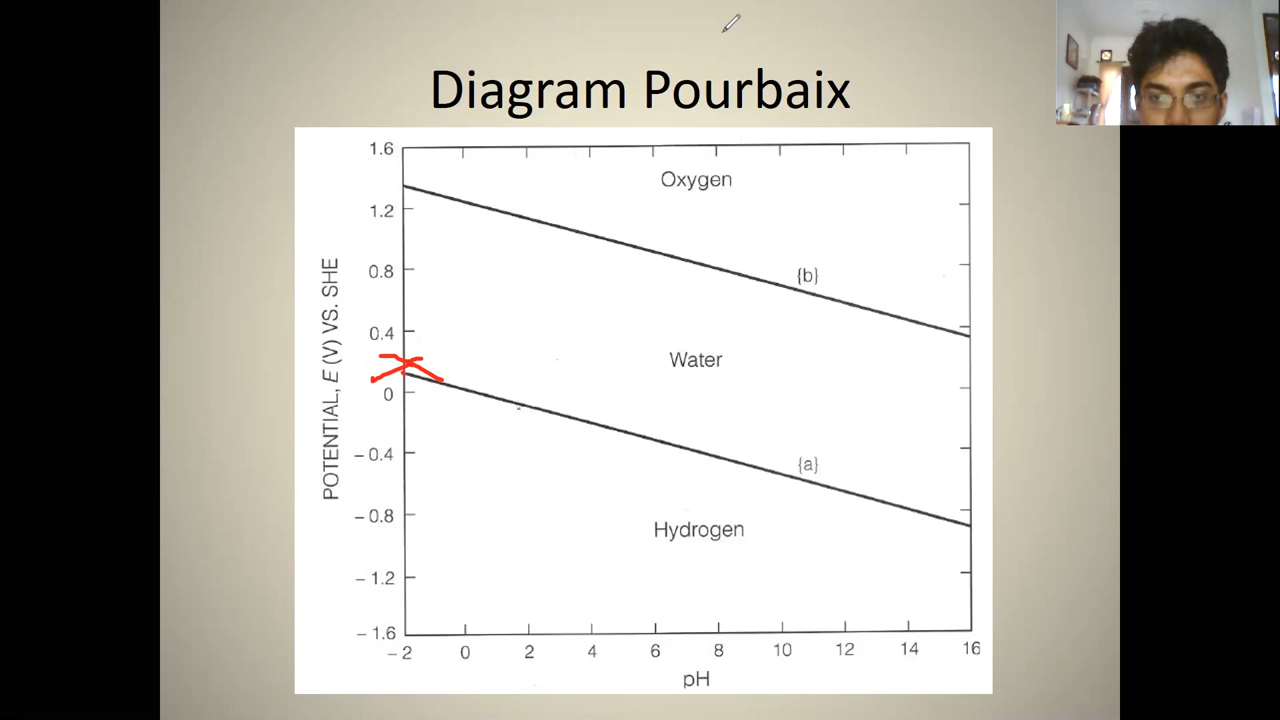 Diagram Pourbaix
POTENTIAL, E (V) VS. SHE
1.6
1.2
0.8
0.4
0
– 0.4
– 0.8
– 1.2
– 1.6
Oxygen
{b}
Water
{a}
Hydrogen
– 2 0 2 4 6 8 10 12 14 16
pH